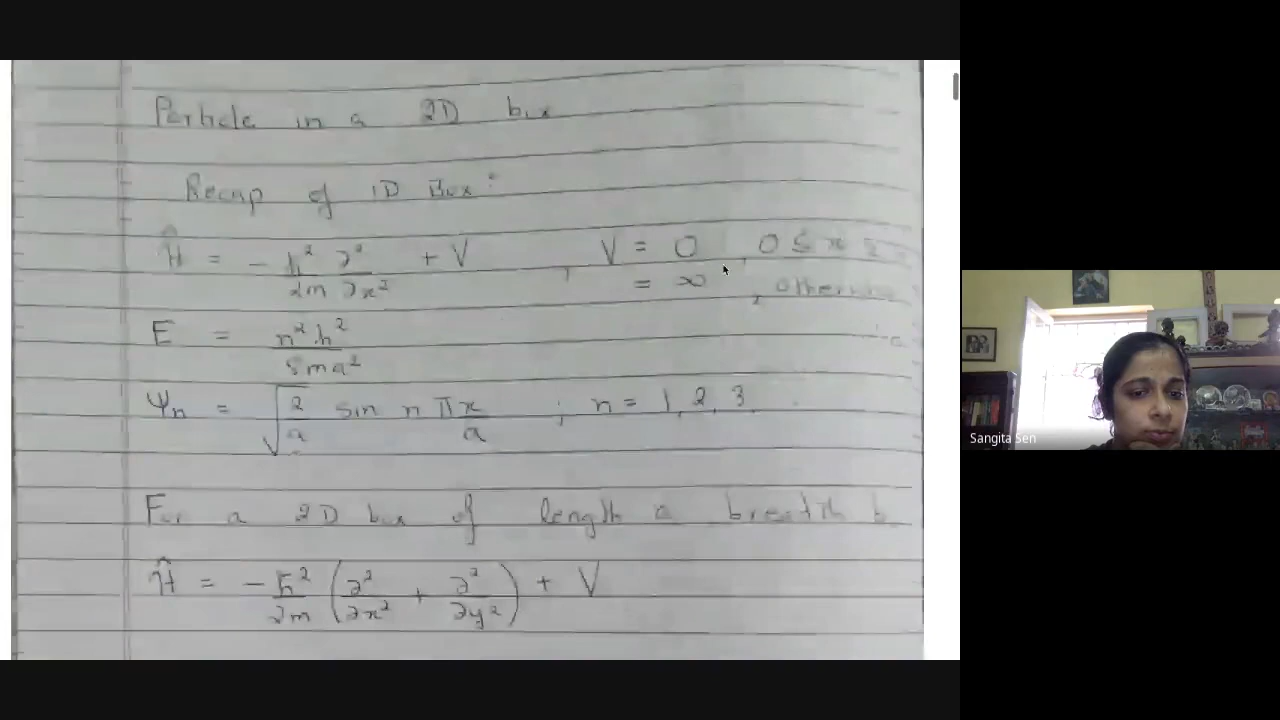 Particle in a 2D box
Recap of 1D Box:
Ĥ = - ħ²/2m ∂²/∂x² + V , V = 0 , 0 ≤ x ≤
= ∞ , otherwise
E = n²h²/8ma²
ψn = √(2/a) sin nπx/a ; n = 1, 2, 3
For a 2D box of length a breath b
Ĥ = - ħ²/2m (∂²/∂x² + ∂²/∂y²) + V
Sangita Sen